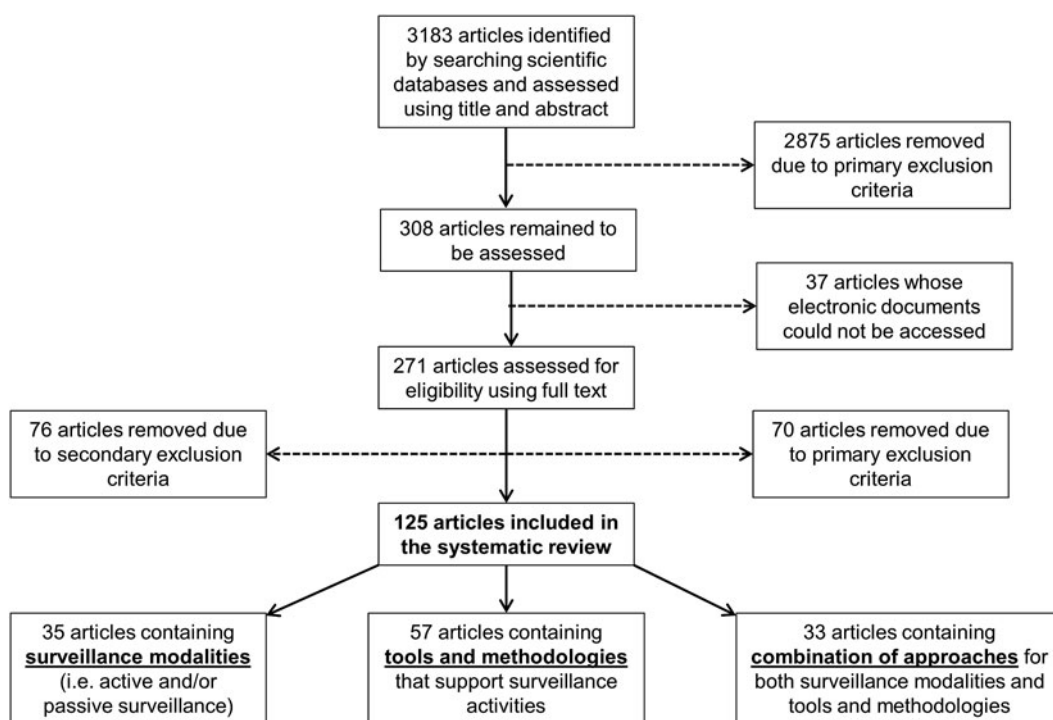 3183 articles identified
by searching scientific
databases and assessed
using title and abstract
2875 articles removed
due to primary exclusion
criteria
308 articles remained to
be assessed
37 articles whose
electronic documents
could not be accessed
271 articles assessed for
eligibility using full text
76 articles removed due
to secondary exclusion
criteria
70 articles removed due
to primary exclusion
criteria
125 articles included in
the systematic review
35 articles containing
surveillance modalities
(i.e. active and/or
passive surveillance)
57 articles containing
tools and methodologies
that support surveillance
activities
33 articles containing
combination of approaches for
both surveillance modalities and
tools and methodologies